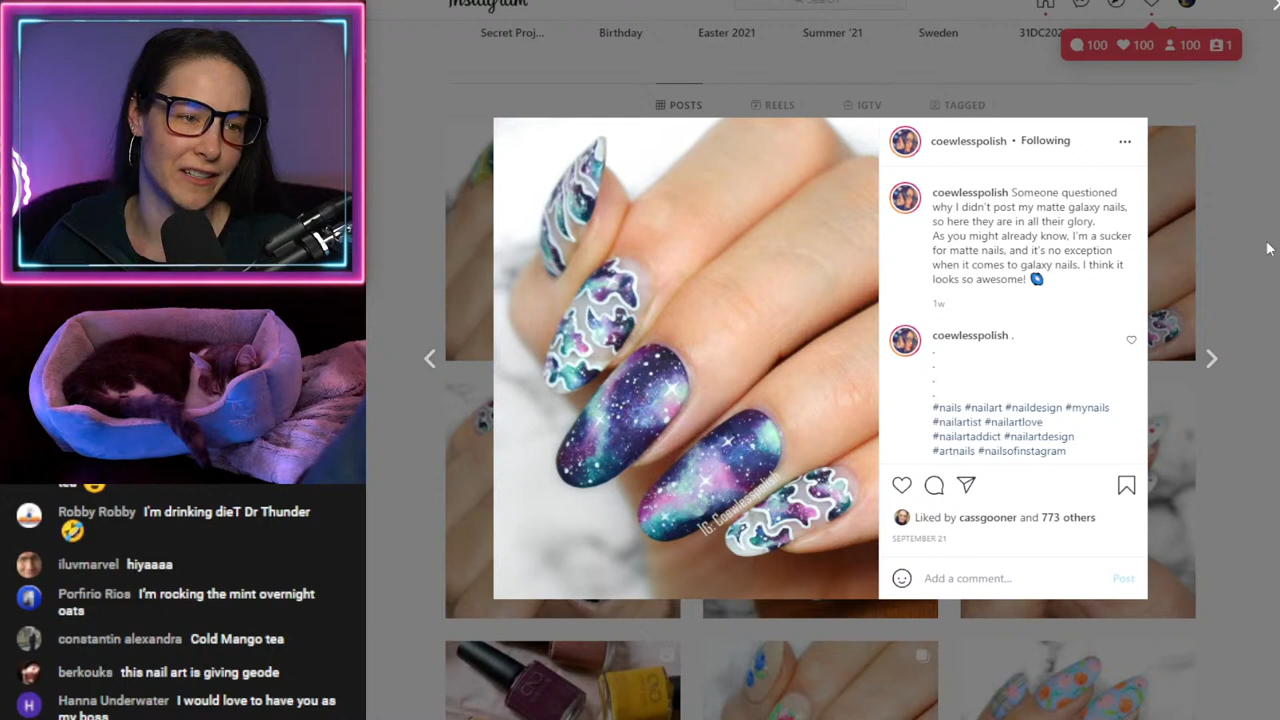 Instagram
Search
Secret Proj...
Birthday
Easter 2021
Summer '21
Sweden
100
100
100
1
POSTS
REELS
IGTV
TAGGED
coewlesspolish • Following
coewlesspolish Someone questioned
why I didn't post my matte galaxy nails,
so here they are in all their glory.
As you might already know, I'm a sucker
for matte nails, and it's no exception
when it comes to galaxy nails. I think it
looks so awesome!
1w
coewlesspolish .
.
.
.
.
#nails #nailart #naildesign #mynails
#nailartist #nailartlove
#nailartaddict #nailartdesign
#artnails #nailsofinstagram
Liked by cassgooner and 773 others
SEPTEMBER 21
Add a comment...
Post
IG: Coewlesspolish
Robby Robby I'm drinking dieT Dr Thunder
iluvmarvel hiyaaaa
Porfirio Rios I'm rocking the mint overnight
oats
constantin alexandra Cold Mango tea
berkouks this nail art is giving geode
H
Hanna Underwater I would love to have you as
my boss